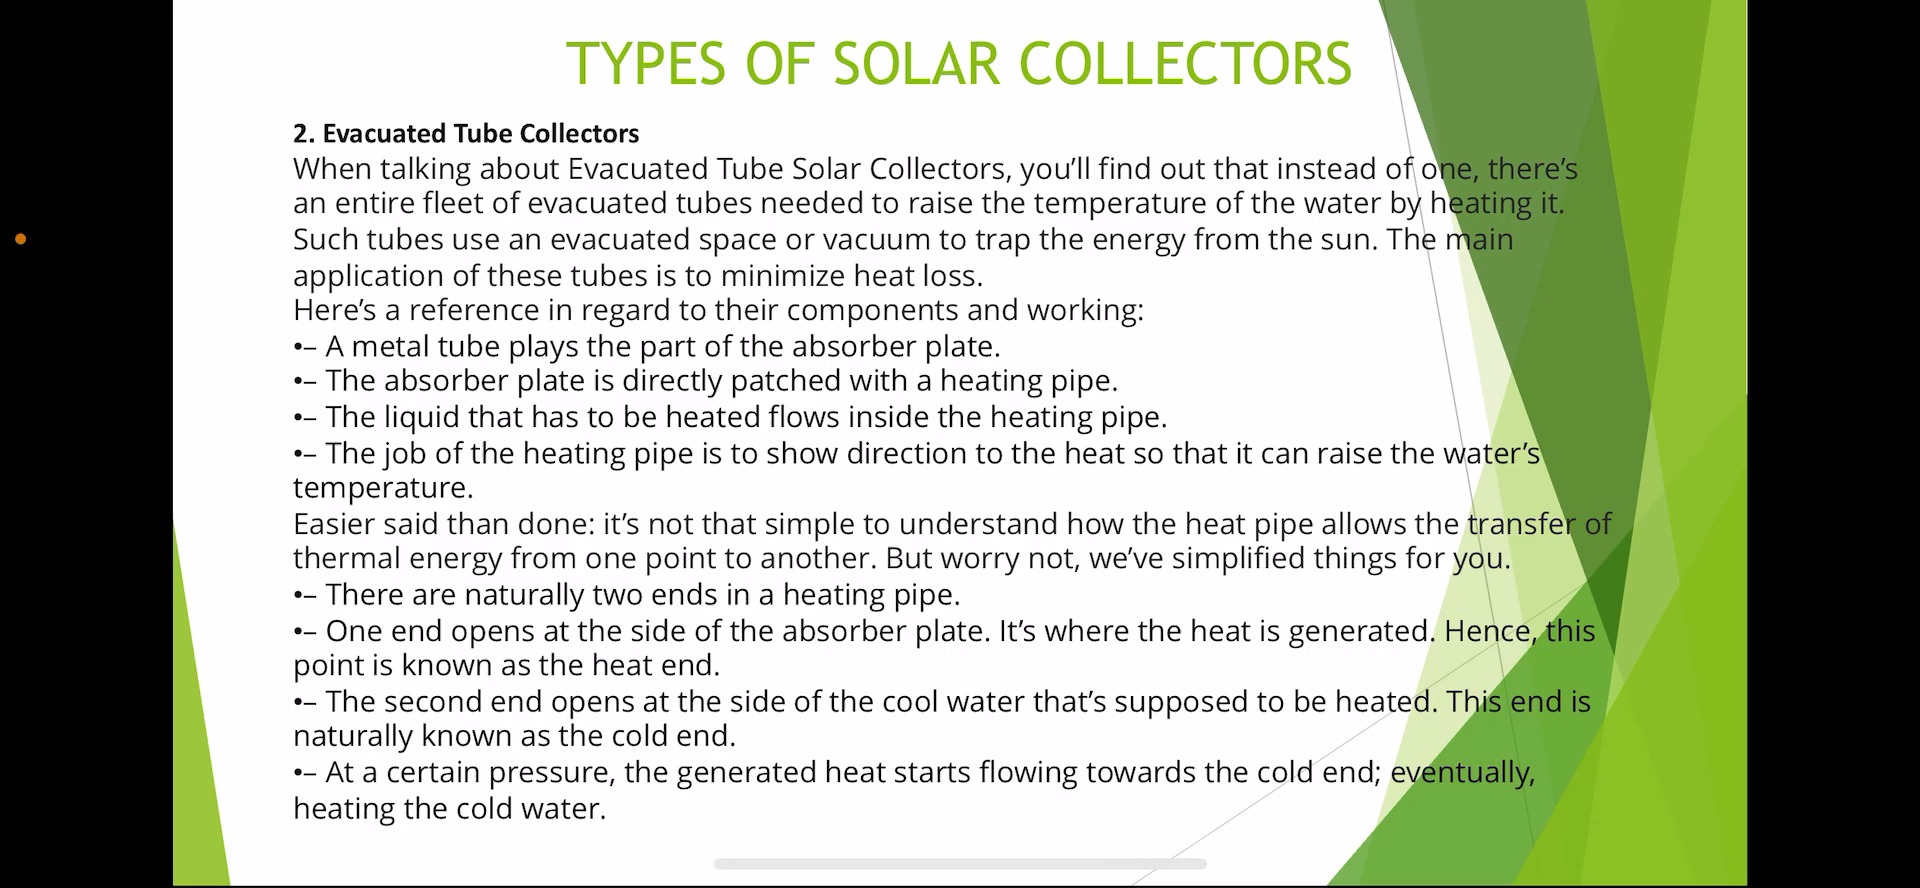 TYPES OF SOLAR COLLECTORS
2. Evacuated Tube Collectors
When talking about Evacuated Tube Solar Collectors, you’ll find out that instead of one, there’s
an entire fleet of evacuated tubes needed to raise the temperature of the water by heating it.
Such tubes use an evacuated space or vacuum to trap the energy from the sun. The main
application of these tubes is to minimize heat loss.
Here’s a reference in regard to their components and working:
•– A metal tube plays the part of the absorber plate.
•– The absorber plate is directly patched with a heating pipe.
•– The liquid that has to be heated flows inside the heating pipe.
•– The job of the heating pipe is to show direction to the heat so that it can raise the water’s
temperature.
Easier said than done: it’s not that simple to understand how the heat pipe allows the transfer of
thermal energy from one point to another. But worry not, we’ve simplified things for you.
•– There are naturally two ends in a heating pipe.
•– One end opens at the side of the absorber plate. It’s where the heat is generated. Hence, this
point is known as the heat end.
•– The second end opens at the side of the cool water that’s supposed to be heated. This end is
naturally known as the cold end.
•– At a certain pressure, the generated heat starts flowing towards the cold end; eventually,
heating the cold water.